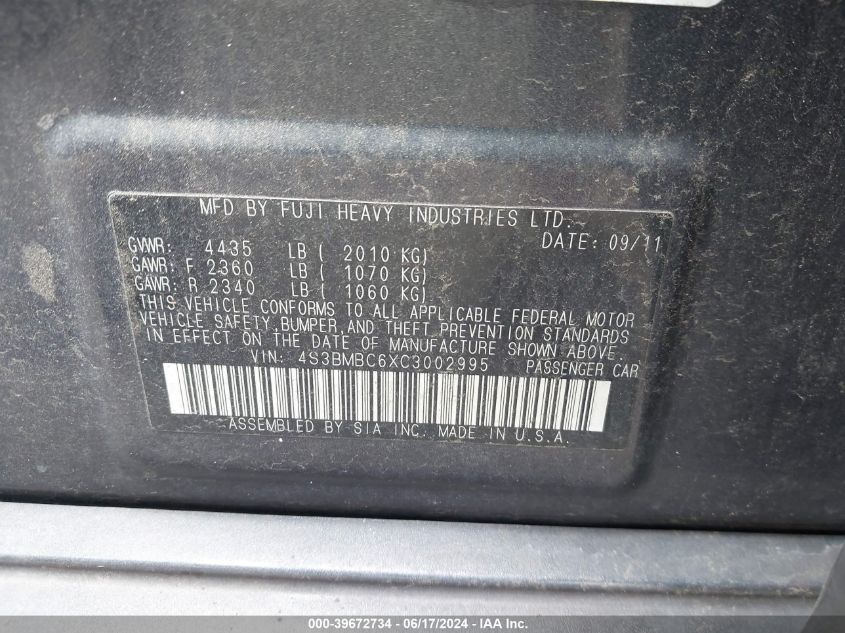 MFD BY FUJI HEAVY INDUSTRIES LTD.
DATE: 09/11
GVWR: 4435 LB ( 2010 KG)
GAWR: F 2360 LB ( 1070 KG)
GAWR: R 2340 LB ( 1060 KG)
THIS VEHICLE CONFORMS TO ALL APPLICABLE FEDERAL MOTOR
VEHICLE SAFETY, BUMPER, AND THEFT PREVENTION STANDARDS
IN EFFECT ON THE DATE OF MANUFACTURE SHOWN ABOVE.
VIN: 4S3BMBC6XC3002995 PASSENGER CAR
ASSEMBLED BY SIA INC. MADE IN U.S.A.
000-39672734 - 06/17/2024 - IAA Inc.